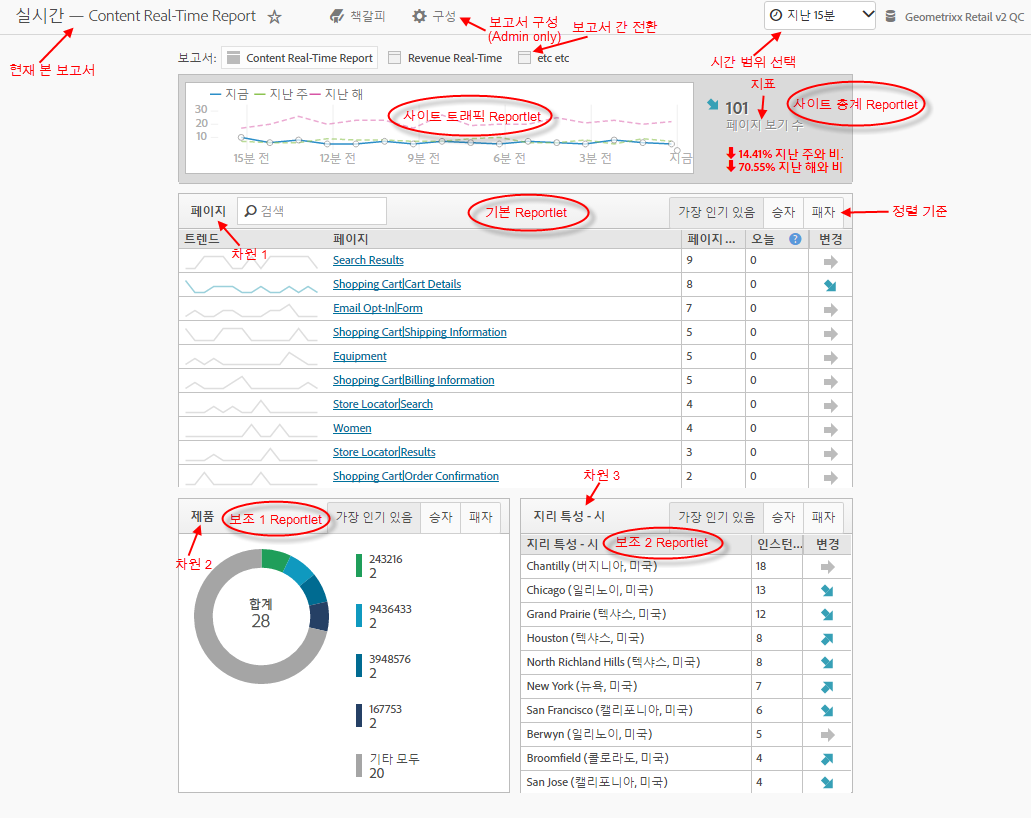 실시간 — Content Real-Time Report
책갈피
구성
지난 15분
Geometrixx Retail v2 QC
현재 본 보고서
보고서 구성
(Admin only)
보고서 간 전환
시간 범위 선택
보고서:
Content Real-Time Report
Revenue Real-Time
etc etc
지금 지난 주 지난 해
30
20
10
사이트 트래픽 Reportlet
15분 전
12분 전
9분 전
6분 전
3분 전
지금
지표
101
페이지 보기 수
사이트 총계 Reportlet
14.41% 지난 주와 비.
70.55% 지난 해와 비
페이지
검색
기본 Reportlet
가장 인기 있음 승자 패자
정렬 기준
차원 1
트렌드 페이지 페이지 ... 오늘 ? 변경
Search Results 9 0
Shopping Cart|Cart Details 8 0
Email Opt-In|Form 7 0
Shopping Cart|Shipping Information 5 0
Equipment 5 0
Shopping Cart|Billing Information 5 0
Store Locator|Search 4 0
Women 4 0
Store Locator|Results 3 0
Shopping Cart|Order Confirmation 2 0
제품
보조 1 Reportlet
가장 인기 있음 승자 패자
차원 2
합계
28
243216
2
9436433
2
3948576
2
167753
2
기타 모두
20
차원 3
지리 특성 - 시
가장 인기 있음 승자 패자
보조 2 Reportlet
지리 특성 - 시 인스턴... 변경
Chantilly (버지니아, 미국) 18
Chicago (일리노이, 미국) 13
Grand Prairie (텍사스, 미국) 12
Houston (텍샤스, 미국) 8
North Richland Hills (텍사스, 미국) 8
New York (뉴욕, 미국) 7
San Francisco (캘리포니아, 미국) 6
Berwyn (일리노이, 미국) 5
Broomfield (콜로라도, 미국) 4
San Jose (캘리포니아, 미국) 4